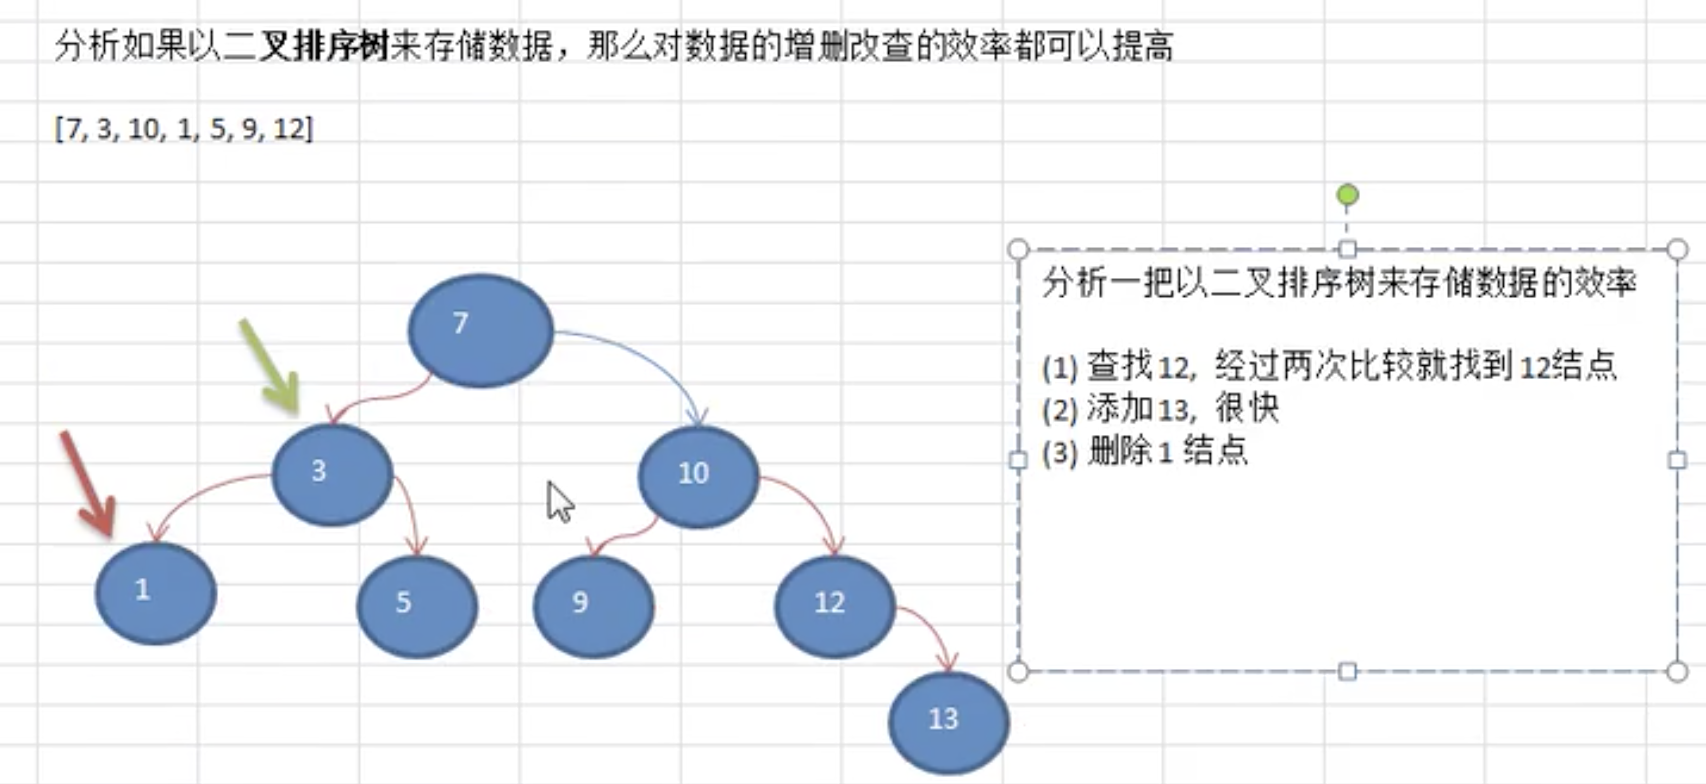 分析如果以二叉排序树来存储数据，那么对数据的增删改查的效率都可以提高
[7, 3, 10, 1, 5, 9, 12]
分析一把以二叉排序树来存储数据的效率
(1) 查找12, 经过两次比较就找到12结点
(2) 添加13, 很快
(3) 删除1 结点
7
3
10
1
5
9
12
13